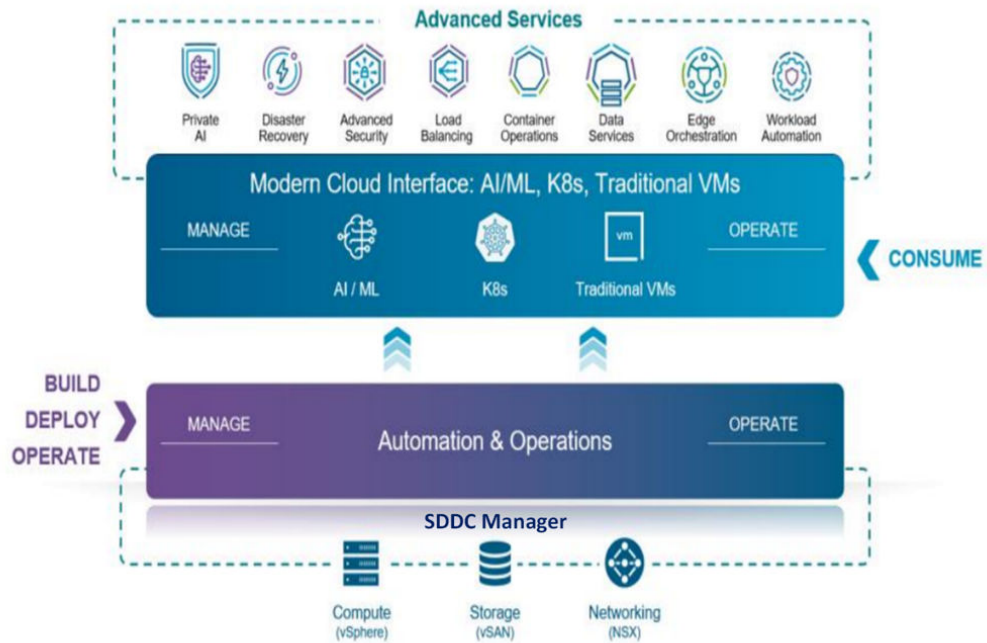 Advanced Services
Private
AI
Disaster
Recovery
Advanced
Security
Load
Balancing
Container
Operations
Data
Services
Edge
Orchestration
Workload
Automation
Modern Cloud Interface: AI/ML, K8s, Traditional VMs
MANAGE
vm
OPERATE
AI / ML
K8s
Traditional VMs
CONSUME
BUILD
DEPLOY
OPERATE
MANAGE
Automation & Operations
OPERATE
SDDC Manager
Compute
(vSphere)
Storage
(vSAN)
Networking
(NSX)